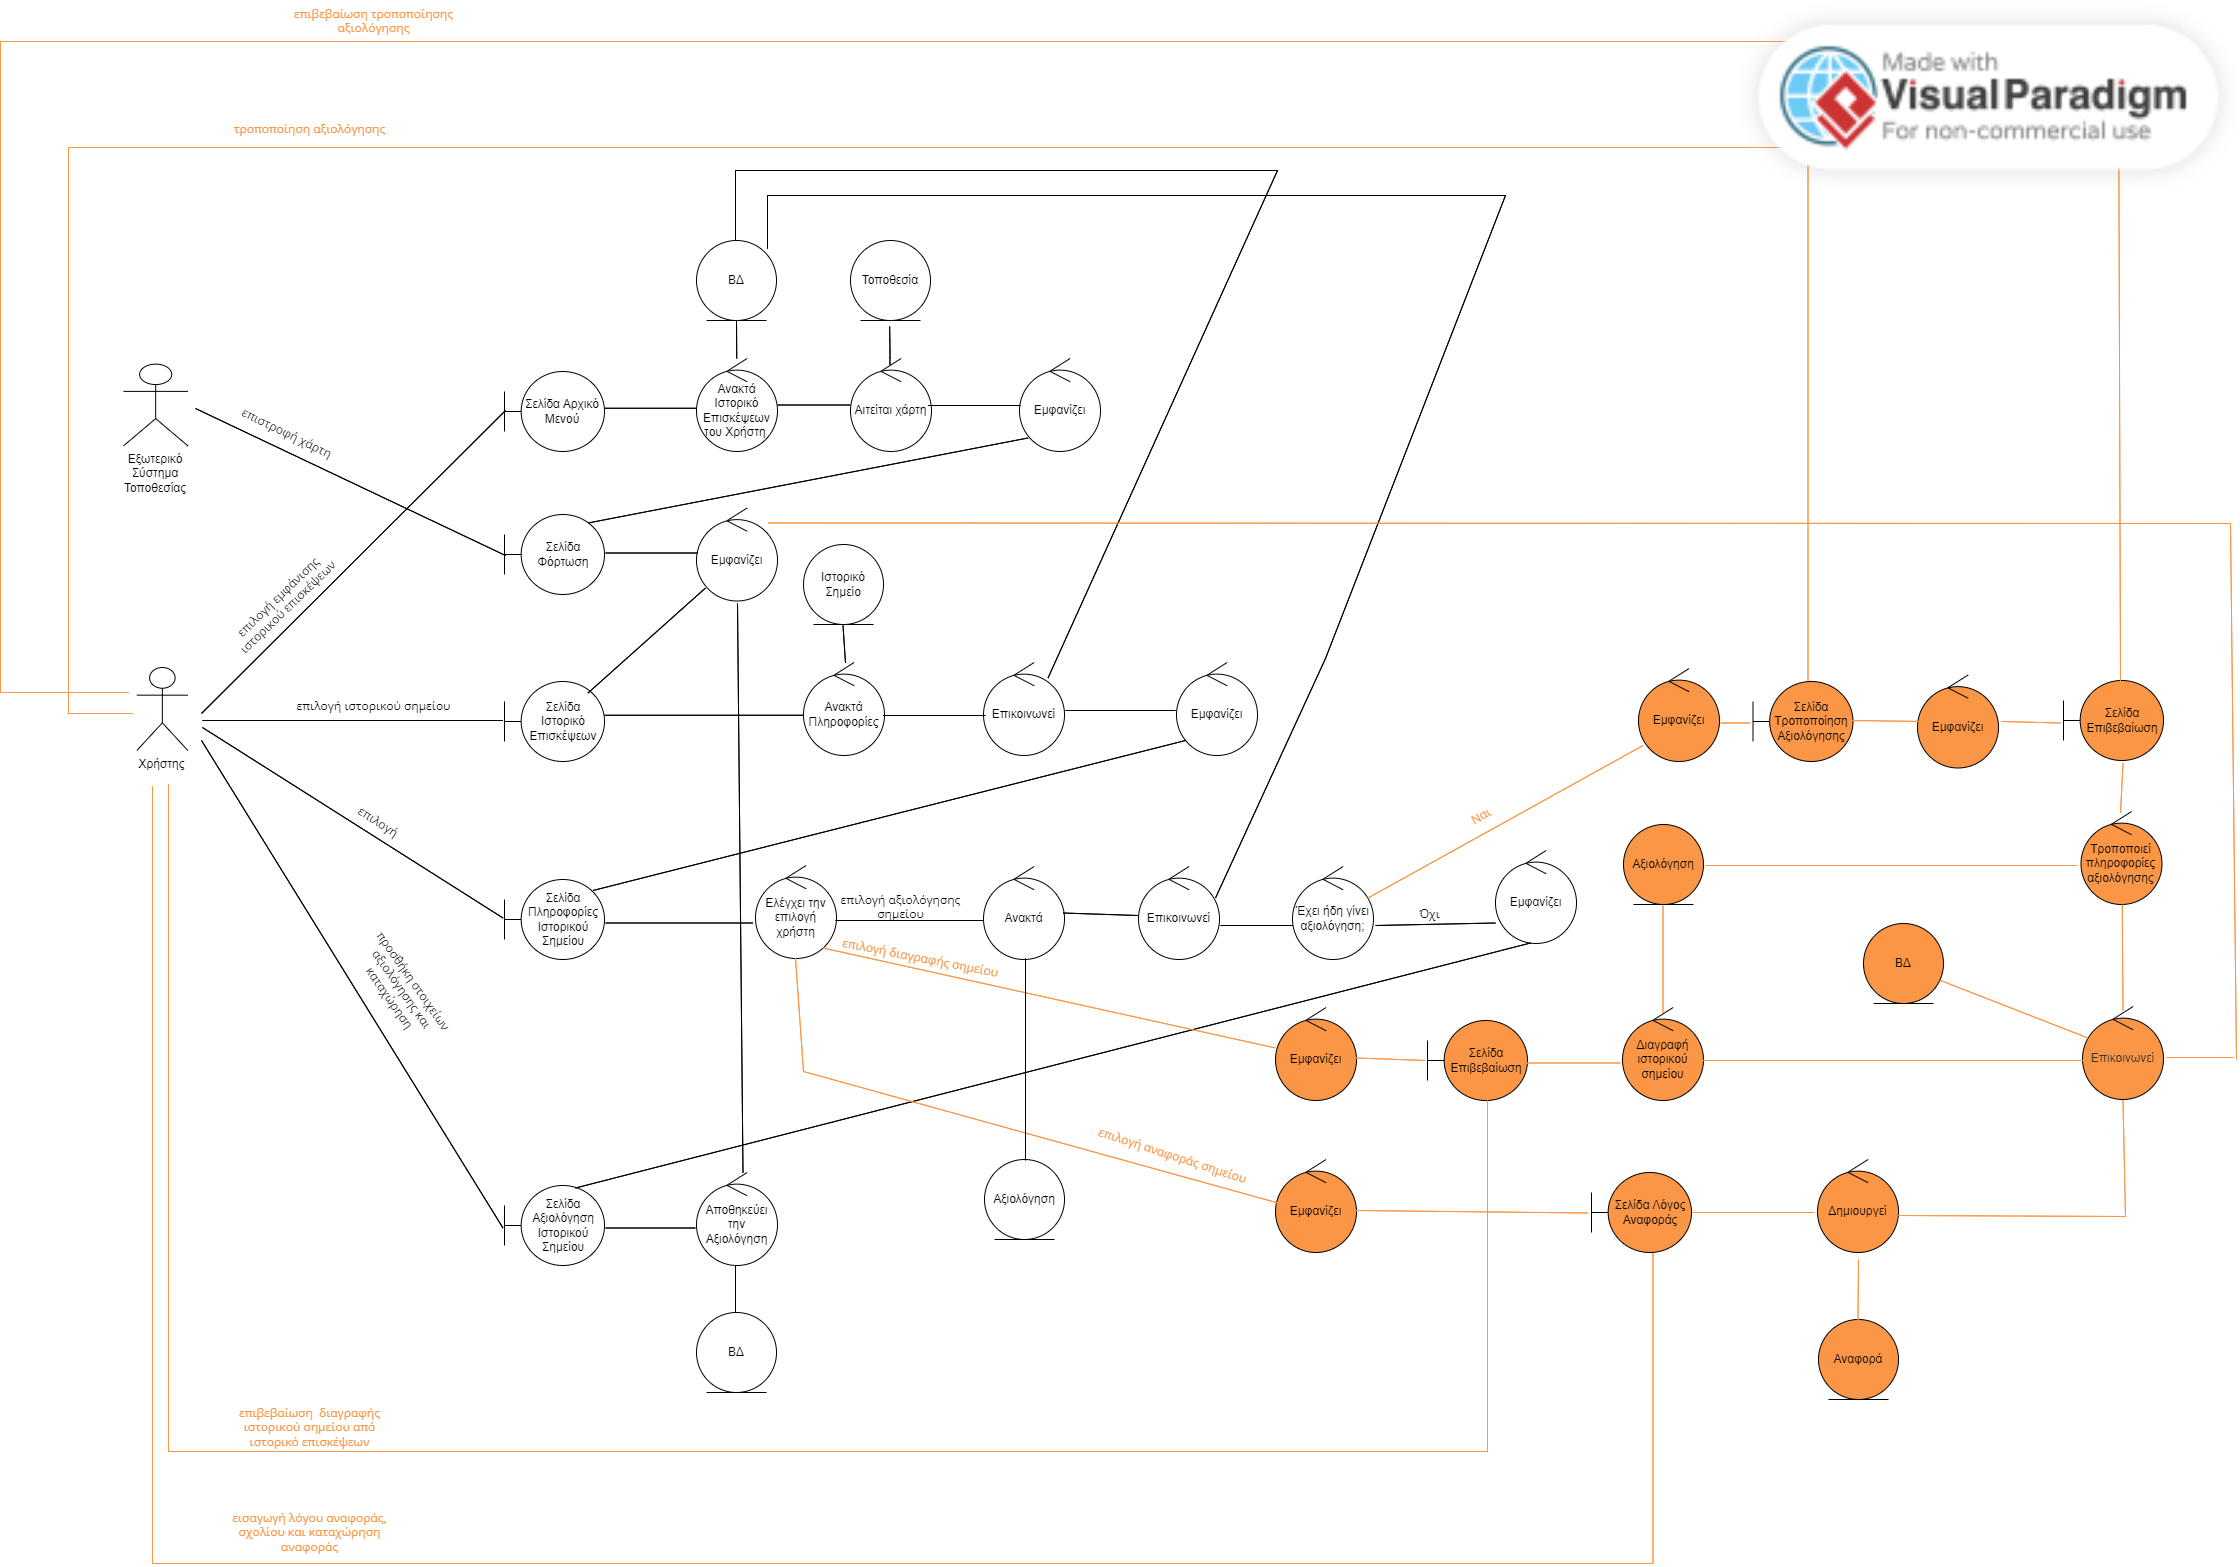 επιβεβαίωση τροποποίησης
αξιολόγησης
Made with
Visual Paradigm
For non-commercial use
τροποποίηση αξιολόγησης
ΒΔ
Τοποθεσία
Εξωτερικό
Σύστημα
Τοποθεσίας
επιστροφή χάρτη
Σελίδα Αρχικό
Μενού
Ανακτά
Ιστορικό
Επισκέψεων
του Χρήστη
Αιτείται χάρτη
Εμφανίζει
Σελίδα
Φόρτωση
Εμφανίζει
Ιστορικό
Σημείο
επιλογή εμφάνισης
ιστορικού επισκέψεων
Χρήστης
επιλογή ιστορικού σημείου
Σελίδα
Ιστορικό
Επισκέψεων
Ανακτά
Πληροφορίες
Επικοινωνεί
Εμφανίζει
Εμφανίζει
Σελίδα
Τροποποίηση
Αξιολόγησης
Εμφανίζει
Σελίδα
Επιβεβαίωση
επιλογή
Ναι
Σελίδα
Πληροφορίες
Ιστορικού
Σημείου
Ελέγχει την
επιλογή
χρήστη
επιλογή αξιολόγησης
σημείου
Ανακτά
Επικοινωνεί
Έχει ήδη γίνει
αξιολόγηση;
Όχι
Εμφανίζει
Αξιολόγηση
Τροποποιεί
πληροφορίες
αξιολόγησης
επιλογή διαγραφής σημείου
ΒΔ
προσθήκη στοιχείων
αξιολόγησης και
καταχώρηση
Εμφανίζει
Σελίδα
Επιβεβαίωση
Διαγραφή
ιστορικού
σημείου
Επικοινωνεί
επιλογή αναφοράς σημείου
Σελίδα
Αξιολόγηση
Ιστορικού
Σημείου
Αποθηκεύει
την
Αξιολόγηση
Αξιολόγηση
Εμφανίζει
Σελίδα Λόγος
Αναφοράς
Δημιουργεί
ΒΔ
Αναφορά
επιβεβαίωση  διαγραφής
ιστορικού σημείου από
ιστορικό επισκέψεων
εισαγωγή λόγου αναφοράς,
σχολίου και καταχώρηση
αναφοράς